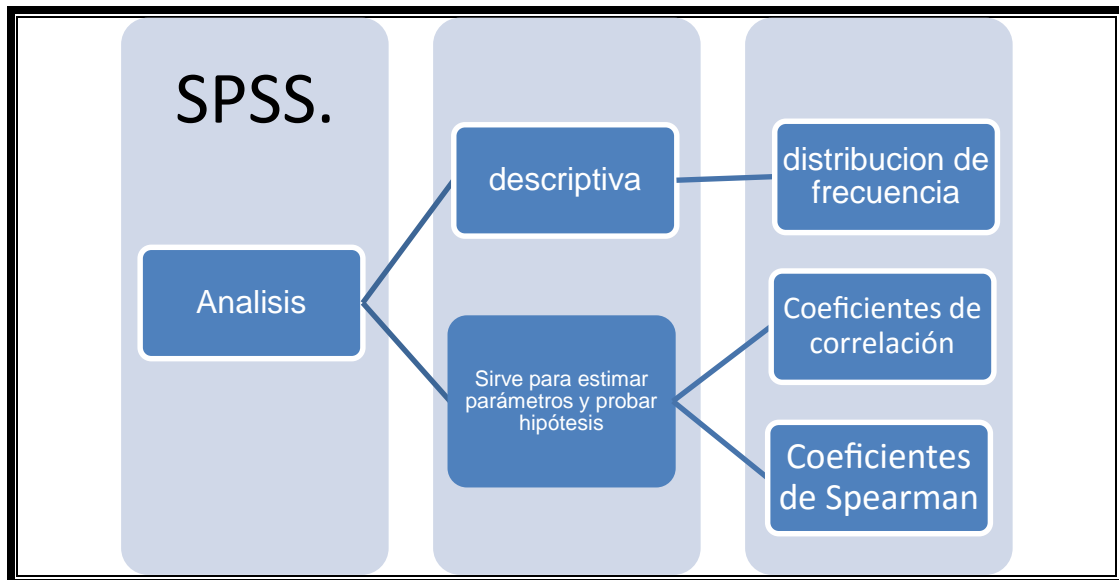 SPSS.
Analisis
descriptiva
Sirve para estimar
parámetros y probar
hipótesis
distribucion de
frecuencia
Coeficientes de
correlación
Coeficientes
de Spearman